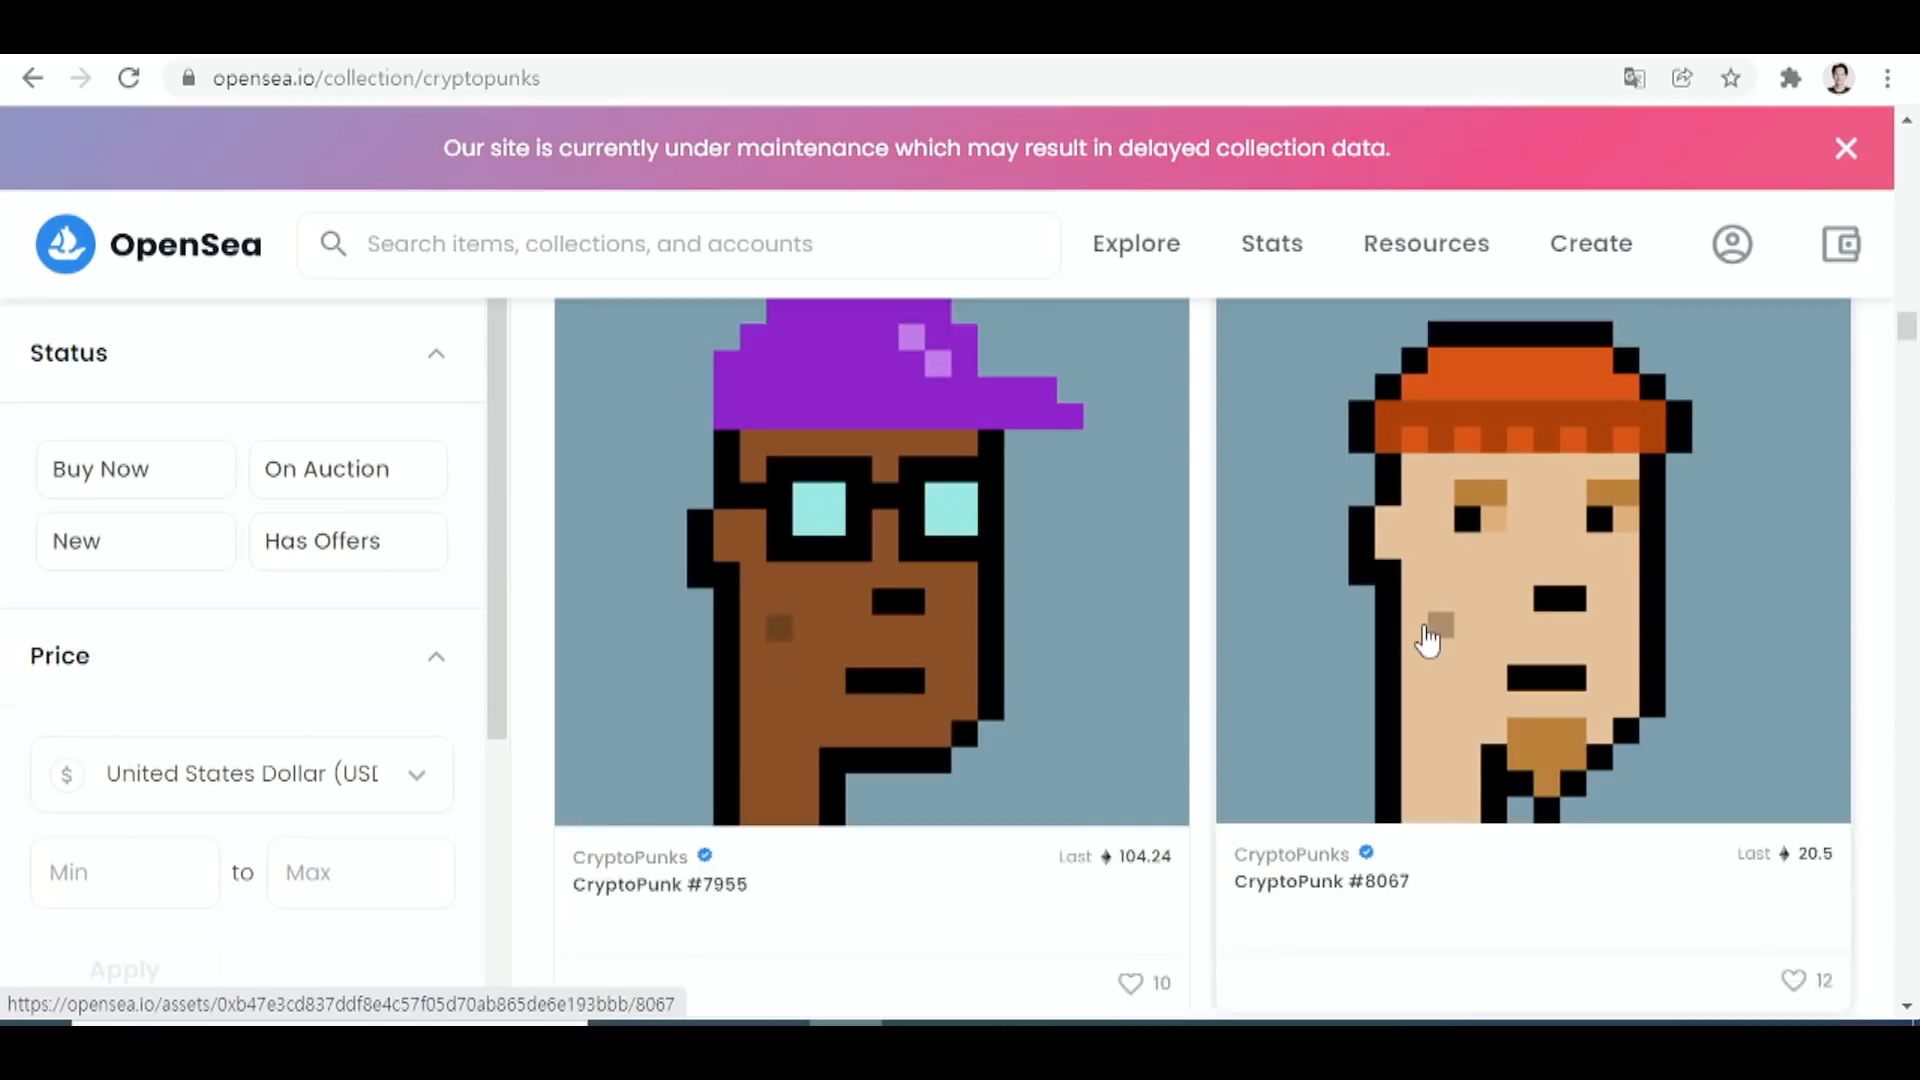 opensea.io/collection/cryptopunks
Our site is currently under maintenance which may result in delayed collection data.
OpenSea
Search items, collections, and accounts
Explore
Stats
Resources
Create
Status
Buy Now
On Auction
New
Has Offers
Price
$
United States Dollar (USD
Min
to
Max
Apply
CryptoPunks
Last 104.24
CryptoPunk #7955
10
CryptoPunks
Last 20.5
CryptoPunk #8067
12
https://opensea.io/assets/0xb47e3cd837ddf8e4c57f05d70ab865de6e193bbb/8067